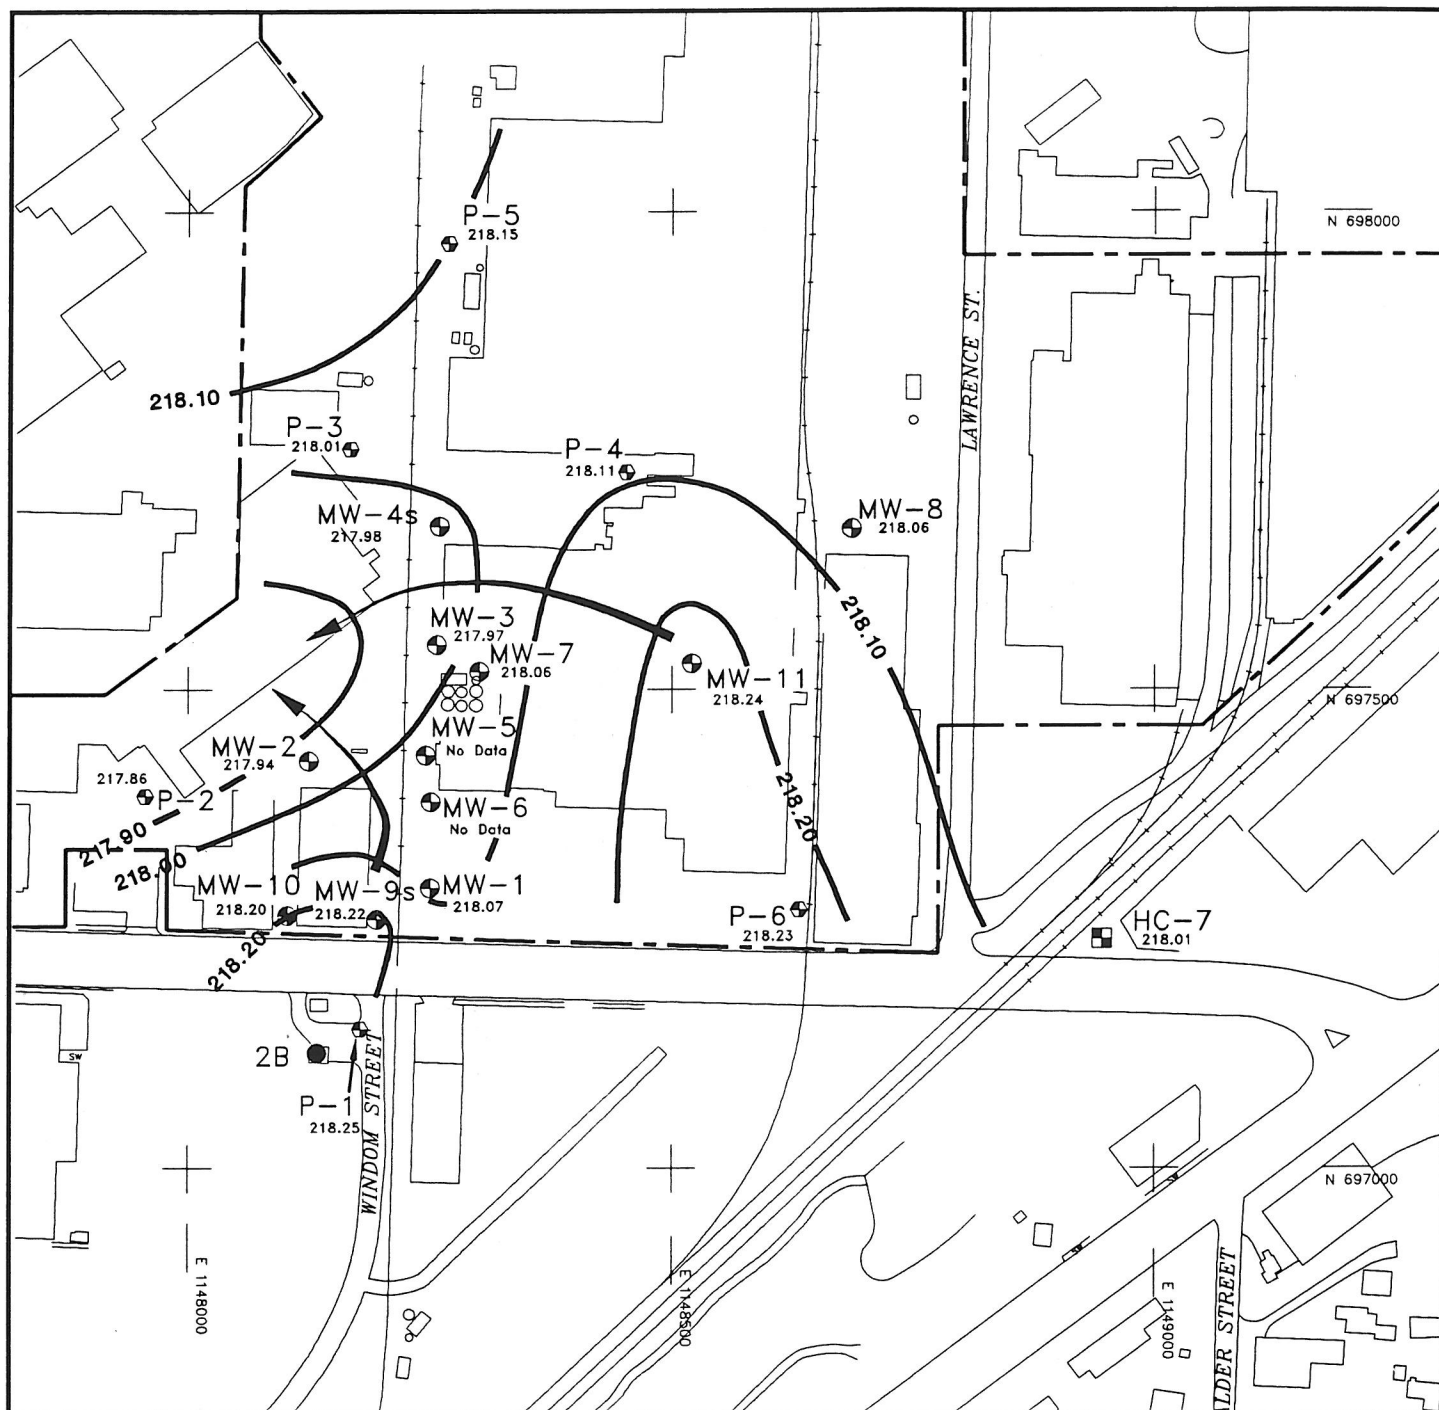 P-5
218.15
N 698000
LAWRENCE ST.
218.10
P-3
218.01
P-4
218.11
MW-4s
217.98
MW-8
218.06
218.10
MW-3
217.97
MW-7
218.06
MW-11
218.24
N 697500
MW-5
No Data
MW-2
217.94
217.86
P-2
MW-6
No Data
218.20
217.90
218.00
MW-10
218.20
MW-9s
218.22
MW-1
218.07
P-6
218.23
HC-7
218.01
218.20
2B
SW
P-1
218.25
WINDOM STREET
N 697000
E 1148000
E 1148500
E 1149000
ALDER STREET